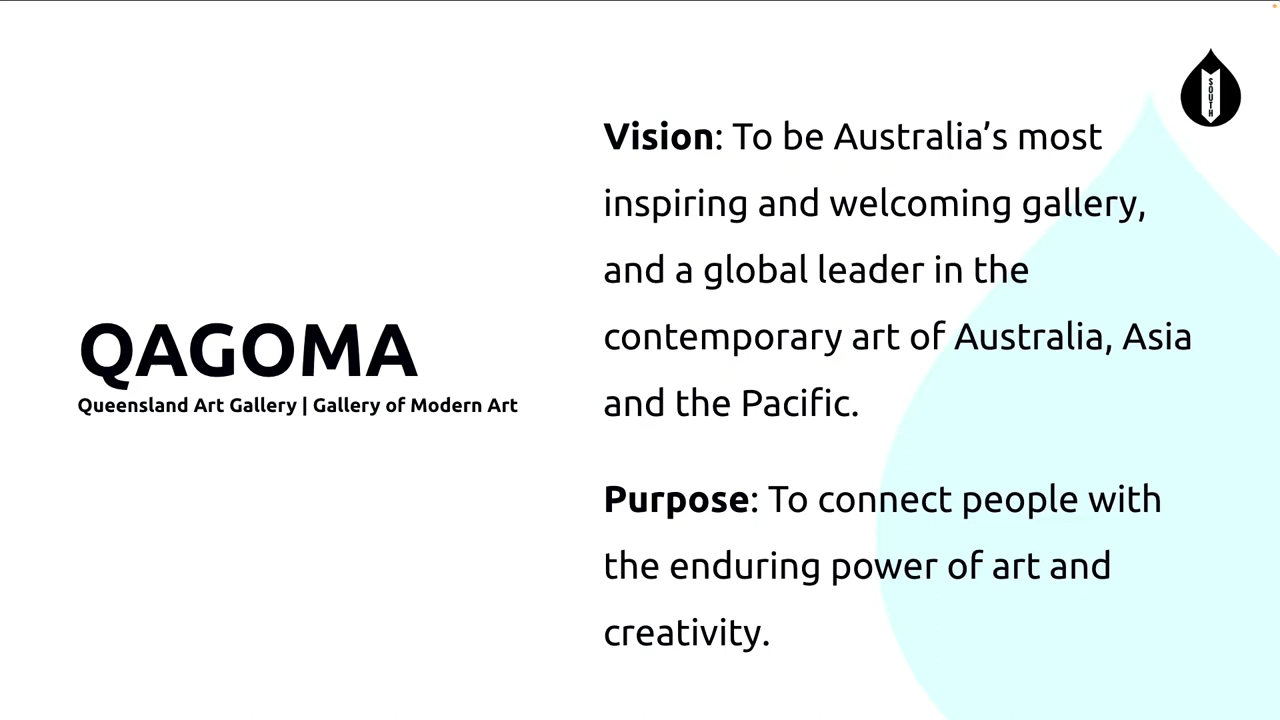 SOUTH
Vision: To be Australia’s most
inspiring and welcoming gallery,
and a global leader in the
contemporary art of Australia, Asia
and the Pacific.
QAGOMA
Queensland Art Gallery | Gallery of Modern Art
Purpose: To connect people with
the enduring power of art and
creativity.